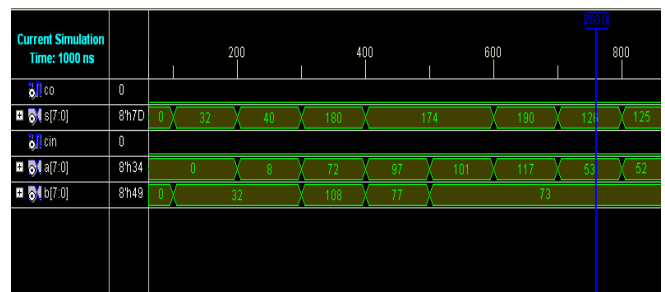 760.0
Current Simulation
Time: 1000 ns
200 400 600 800
co 0
s[7:0] 8'h7D 0 32 40 180 174 190 126 125
cin 0
a[7:0] 8'h34 0 8 72 97 101 117 53 52
b[7:0] 8'h49 0 32 108 77 73